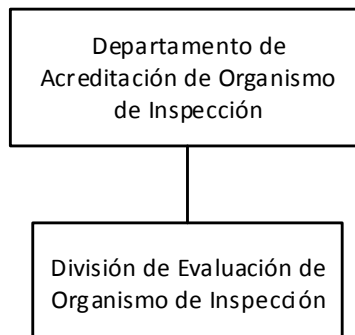 Departamento de
Acreditación de Organismo
de Inspección
División de Evaluación de
Organismo de Inspección